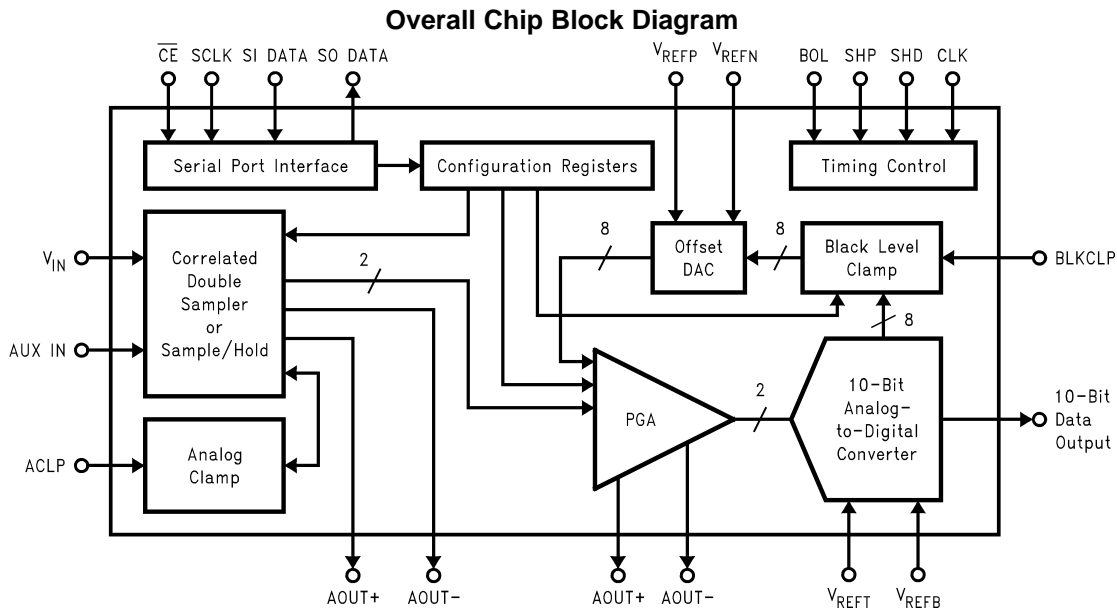 Overall Chip Block Diagram
CE SCLK SI DATA SO DATA VREFP VREFN BOL SHP SHD CLK
Serial Port Interface
Configuration Registers
Timing Control
VIN
AUX IN
Correlated
Double
Sampler
or
Sample/Hold
2
8
Offset
DAC
8
Black Level
Clamp
BLKCLP
8
ACLP
Analog
Clamp
PGA
2
10-Bit
Analog-
to-Digital
Converter
10-Bit
Data
Output
AOUT+ AOUT- AOUT+ AOUT- VREFT VREFB